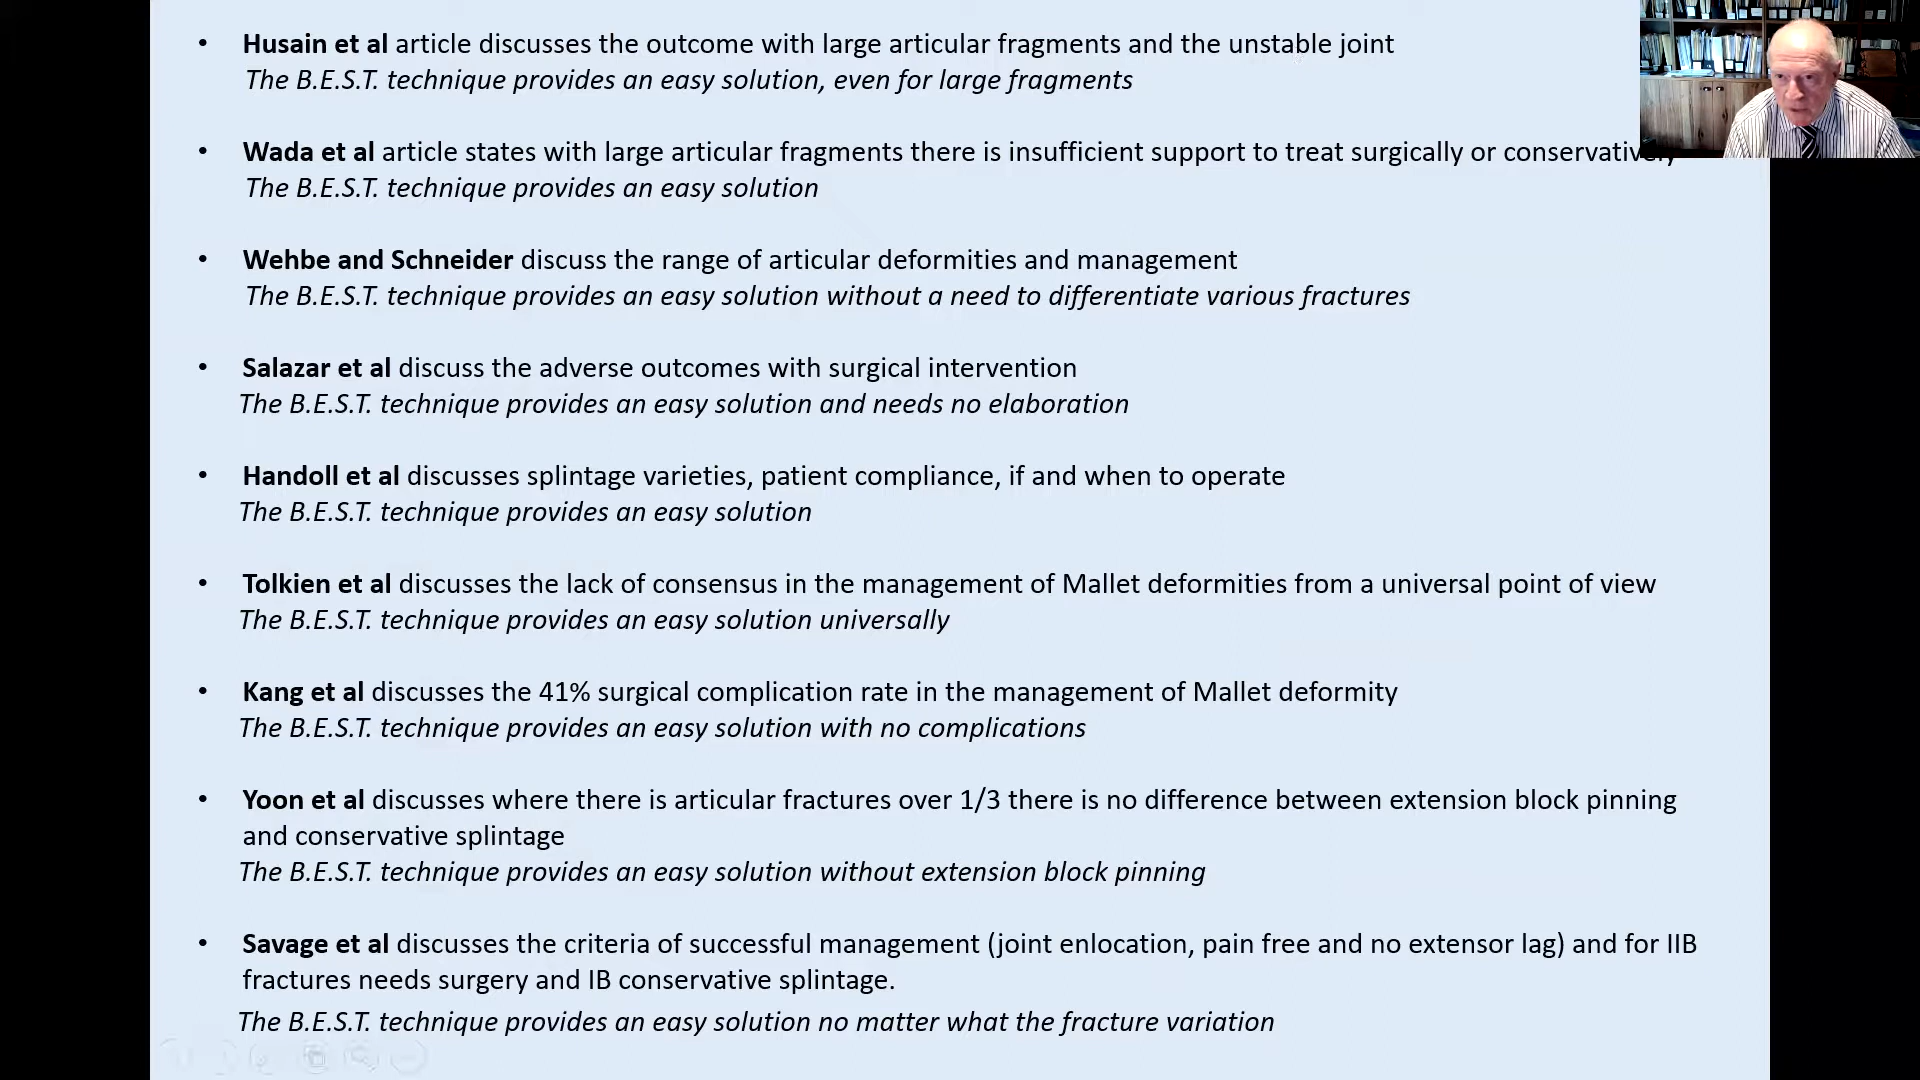 • Husain et al article discusses the outcome with large articular fragments and the unstable joint
The B.E.S.T. technique provides an easy solution, even for large fragments
• Wada et al article states with large articular fragments there is insufficient support to treat surgically or conservatively
The B.E.S.T. technique provides an easy solution
• Wehbe and Schneider discuss the range of articular deformities and management
The B.E.S.T. technique provides an easy solution without a need to differentiate various fractures
• Salazar et al discuss the adverse outcomes with surgical intervention
The B.E.S.T. technique provides an easy solution and needs no elaboration
• Handoll et al discusses splintage varieties, patient compliance, if and when to operate
The B.E.S.T. technique provides an easy solution
• Tolkien et al discusses the lack of consensus in the management of Mallet deformities from a universal point of view
The B.E.S.T. technique provides an easy solution universally
• Kang et al discusses the 41% surgical complication rate in the management of Mallet deformity
The B.E.S.T. technique provides an easy solution with no complications
• Yoon et al discusses where there is articular fractures over 1/3 there is no difference between extension block pinning
and conservative splintage
The B.E.S.T. technique provides an easy solution without extension block pinning
• Savage et al discusses the criteria of successful management (joint enlocation, pain free and no extensor lag) and for IIB
fractures needs surgery and IB conservative splintage.
The B.E.S.T. technique provides an easy solution no matter what the fracture variation